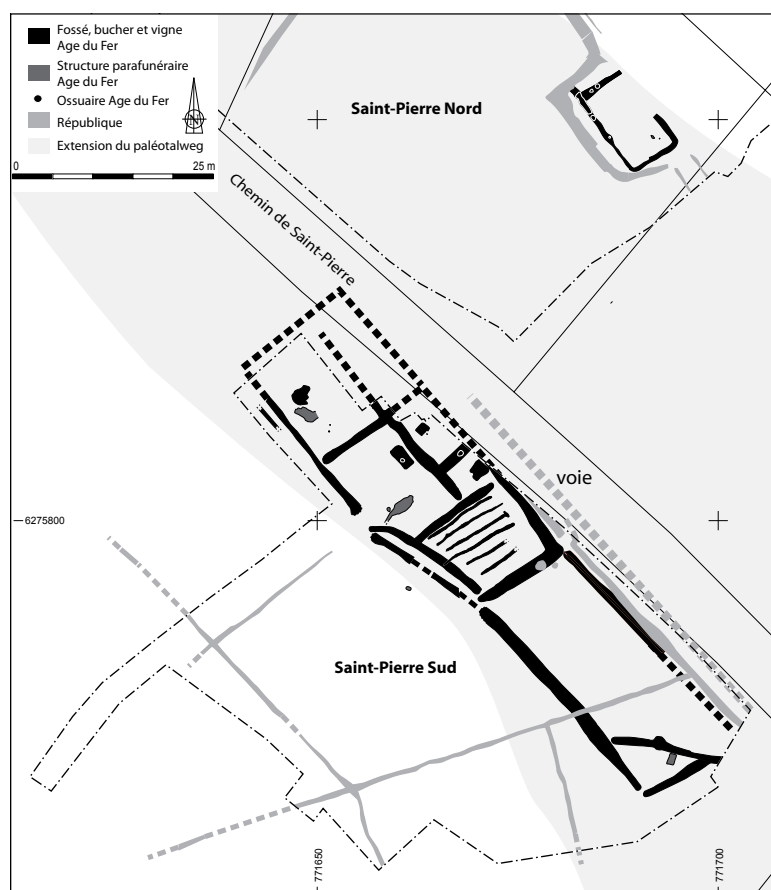 Fossé, bucher et vigne
Age du Fer
Structure parafunéraire
Age du Fer
Ossuaire Age du Fer
République
Extension du paléotalweg
N
0 25 m
Saint-Pierre Nord
Chemin de Saint-Pierre
voie
6275800
Saint-Pierre Sud
771650
771700